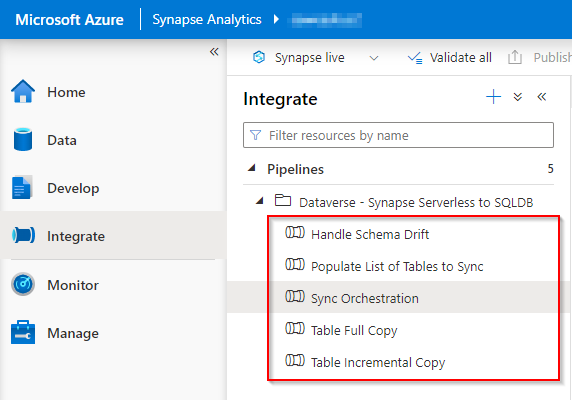 Microsoft Azure
Synapse Analytics
Synapse live
Validate all
Publish
Home
Data
Develop
Integrate
Monitor
Manage
Integrate
Filter resources by name
Pipelines 5
Dataverse - Synapse Serverless to SQLDB
Handle Schema Drift
Populate List of Tables to Sync
Sync Orchestration
Table Full Copy
Table Incremental Copy